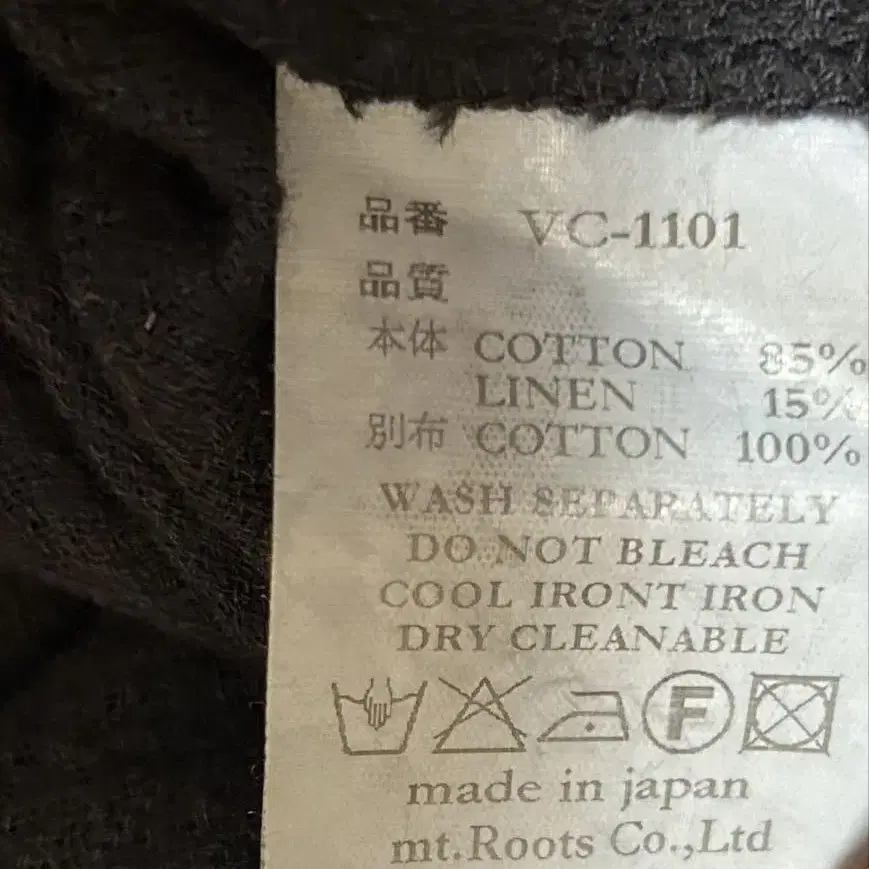 品番 VC-1101
品質
本体 COTTON 85%
LINEN 15%
別布 COTTON 100%
WASH SEPARATELY
DO NOT BLEACH
COOL IRONT IRON
DRY CLEANABLE
F
made in japan
mt.Roots Co.,Ltd